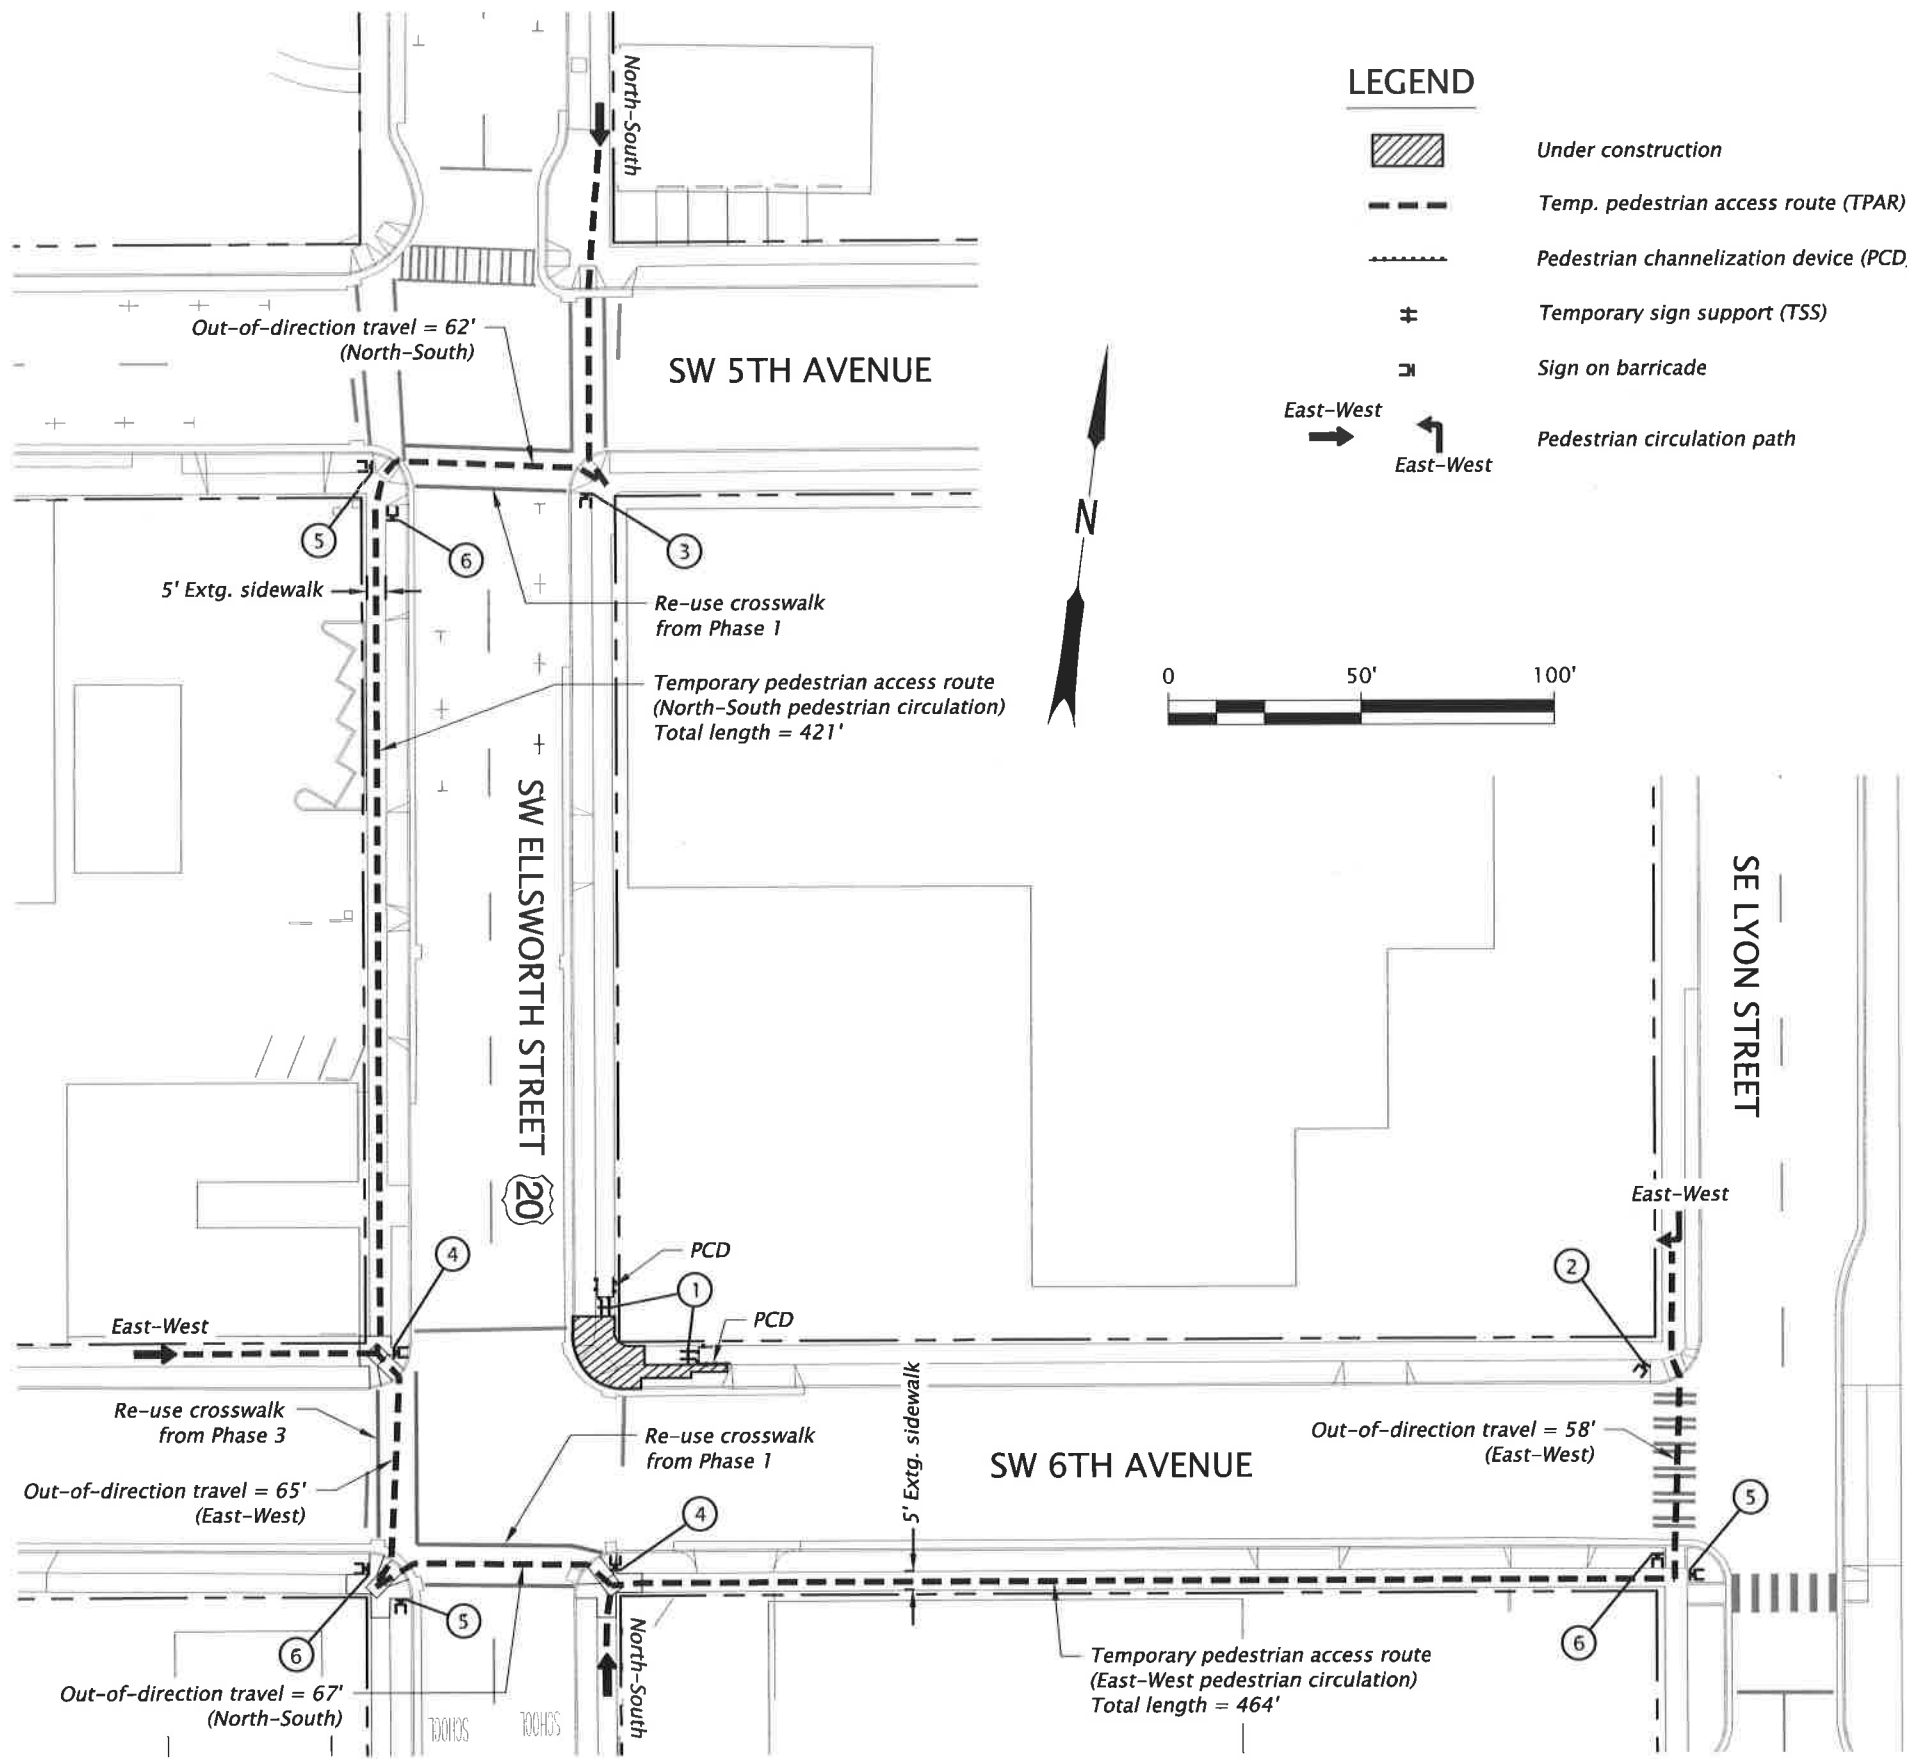 LEGEND
Under construction
Temp. pedestrian access route (TPAR)
Pedestrian channelization device (PCD)
Temporary sign support (TSS)
Sign on barricade
East-West
Pedestrian circulation path
East-West
North-South
Out-of-direction travel = 62'
(North-South)
SW 5TH AVENUE
5
6
3
N
5' Extg. sidewalk
Re-use crosswalk
from Phase 1
Temporary pedestrian access route
(North-South pedestrian circulation)
Total length = 421'
0 50' 100'
SW ELLSWORTH STREET
20
SE LYON STREET
East-West
4
PCD
1
PCD
2
East-West
Re-use crosswalk
from Phase 3
Out-of-direction travel = 65'
(East-West)
Re-use crosswalk
from Phase 1
5' Extg. sidewalk
SW 6TH AVENUE
Out-of-direction travel = 58'
(East-West)
5
4
6
5
6
Out-of-direction travel = 67'
(North-South)
SCHOOL
SCHOOL
North-South
Temporary pedestrian access route
(East-West pedestrian circulation)
Total length = 464'